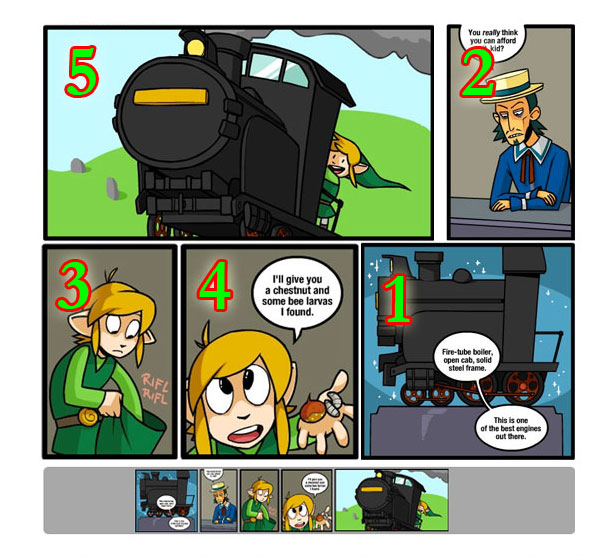 5
You really think
you can afford
kid?
2
3
RIFL
RIFL
4
I'll give you
a chestnut and
some bee larvas
I found.
1
Fire-tube boiler,
open cab, solid
steel frame.
This is one
of the best engines
out there.